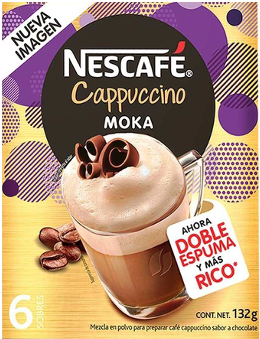 NUEVA
IMAGEN
NESCAFÉ®
Cappuccino
MOKA
AHORA
DOBLE
ESPUMA
Y MÁS
RICO*
6
SOBRES
CONT. NET. 132g
Mezcla en polvo para preparar café cappuccino sabor a chocolate